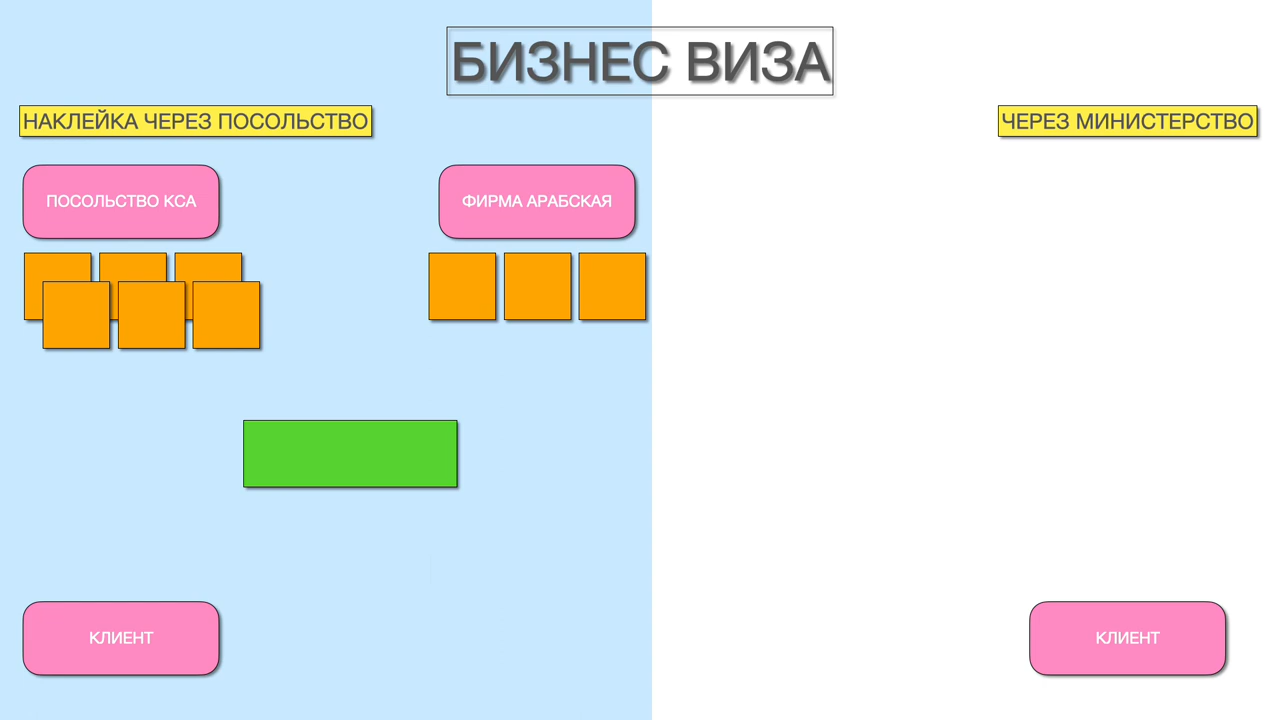 БИЗНЕС ВИЗА
НАКЛЕЙКА ЧЕРЕЗ ПОСОЛЬСТВО
ЧЕРЕЗ МИНИСТЕРСТВО
ПОСОЛЬСТВО КСА
ФИРМА АРАБСКАЯ
КЛИЕНТ
КЛИЕНТ